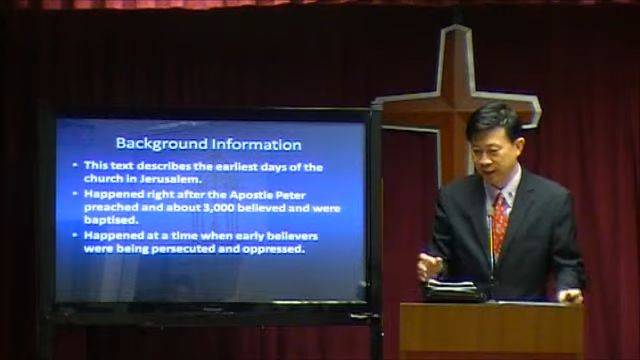 Background Information
• This text describes the earliest days of the
church in Jerusalem.
• Happened right after the Apostle Peter
preached and about 3,000 believed and were
baptised.
• Happened at a time when early believers
were being persecuted and oppressed.